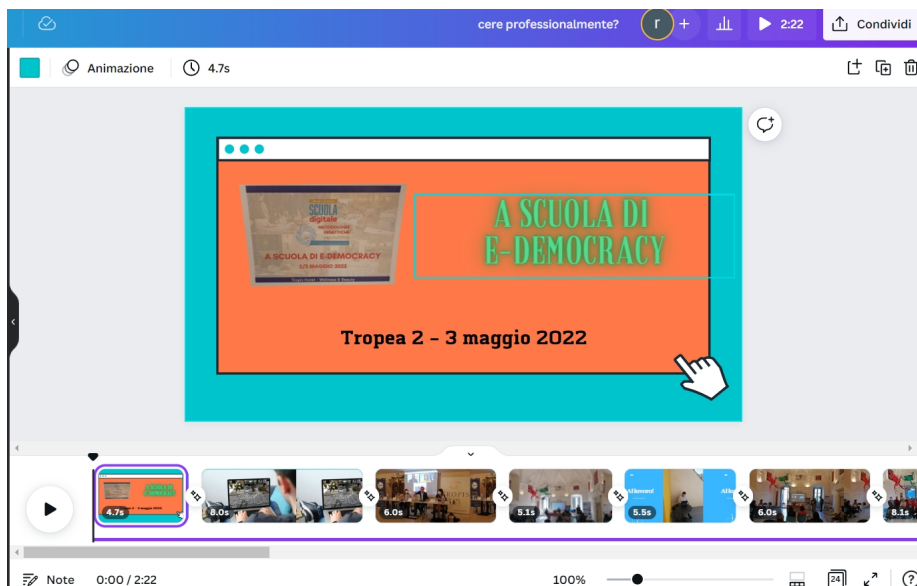 cere professionalmente?
r
+
2:22
Condividi
Animazione
4.7s
SCUOLA
digitale
A SCUOLA DI E-DEMOCRACY
2/3 MAGGIO 2022
A SCUOLA DI
E-DEMOCRACY
Tropea 2 - 3 maggio 2022
4.7s
8.0s
6.0s
5.1s
5.5s
6.0s
8.1s
Note
0:00 / 2:22
100%
24
?